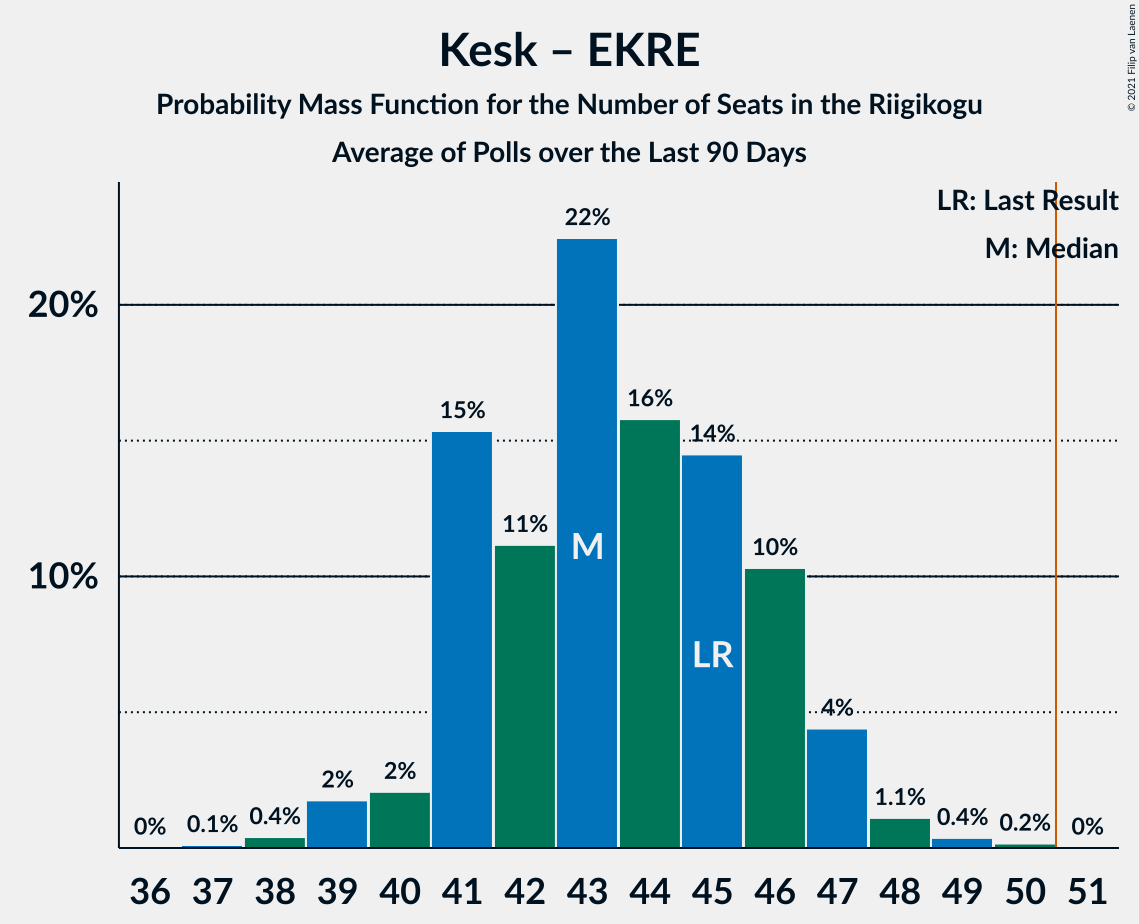 Kesk – EKRE
Probability Mass Function for the Number of Seats in the Riigikogu
Average of Polls over the Last 90 Days
© 2021 Filip van Laenen
LR: Last Result
M: Median
20%
10%
0%
0.1%
0.4%
2%
2%
15%
11%
22%
16%
14%
10%
4%
1.1%
0.4%
0.2%
0%
M
LR
36 37 38 39 40 41 42 43 44 45 46 47 48 49 50 51